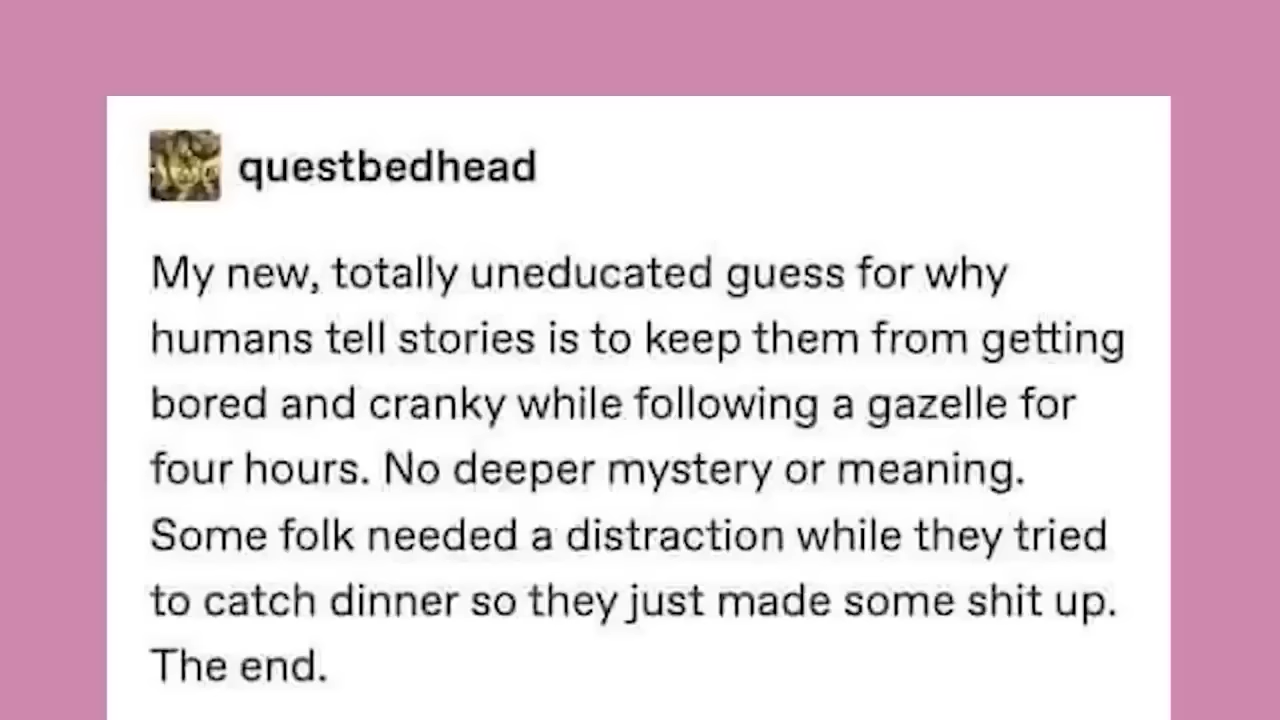 questbedhead
My new, totally uneducated guess for why
humans tell stories is to keep them from getting
bored and cranky while following a gazelle for
four hours. No deeper mystery or meaning.
Some folk needed a distraction while they tried
to catch dinner so they just made some shit up.
The end.